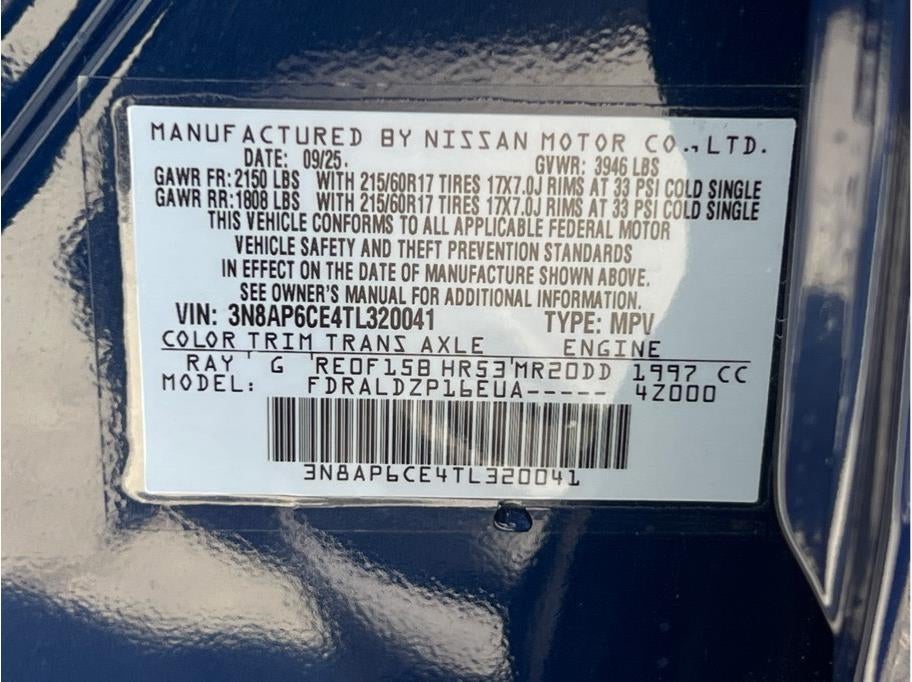 MANUFACTURED BY NISSAN MOTOR CO., LTD.
DATE: 09/25. GVWR: 3946 LBS
GAWR FR: 2150 LBS WITH 215/60R17 TIRES 17X7.0J RIMS AT 33 PSI COLD SINGLE
GAWR RR: 1808 LBS WITH 215/60R17 TIRES 17X7.0J RIMS AT 33 PSI COLD SINGLE
THIS VEHICLE CONFORMS TO ALL APPLICABLE FEDERAL MOTOR
VEHICLE SAFETY AND THEFT PREVENTION STANDARDS
IN EFFECT ON THE DATE OF MANUFACTURE SHOWN ABOVE.
SEE OWNER'S MANUAL FOR ADDITIONAL INFORMATION.
VIN: 3N8AP6CE4TL320041 TYPE: MPV
COLOR TRIM TRANS AXLE ENGINE
RAY G RE0F15B HR53 MR20DD 1997 CC
MODEL: FDRALDZP16EUA----- 4Z000
3N8AP6CE4TL320041